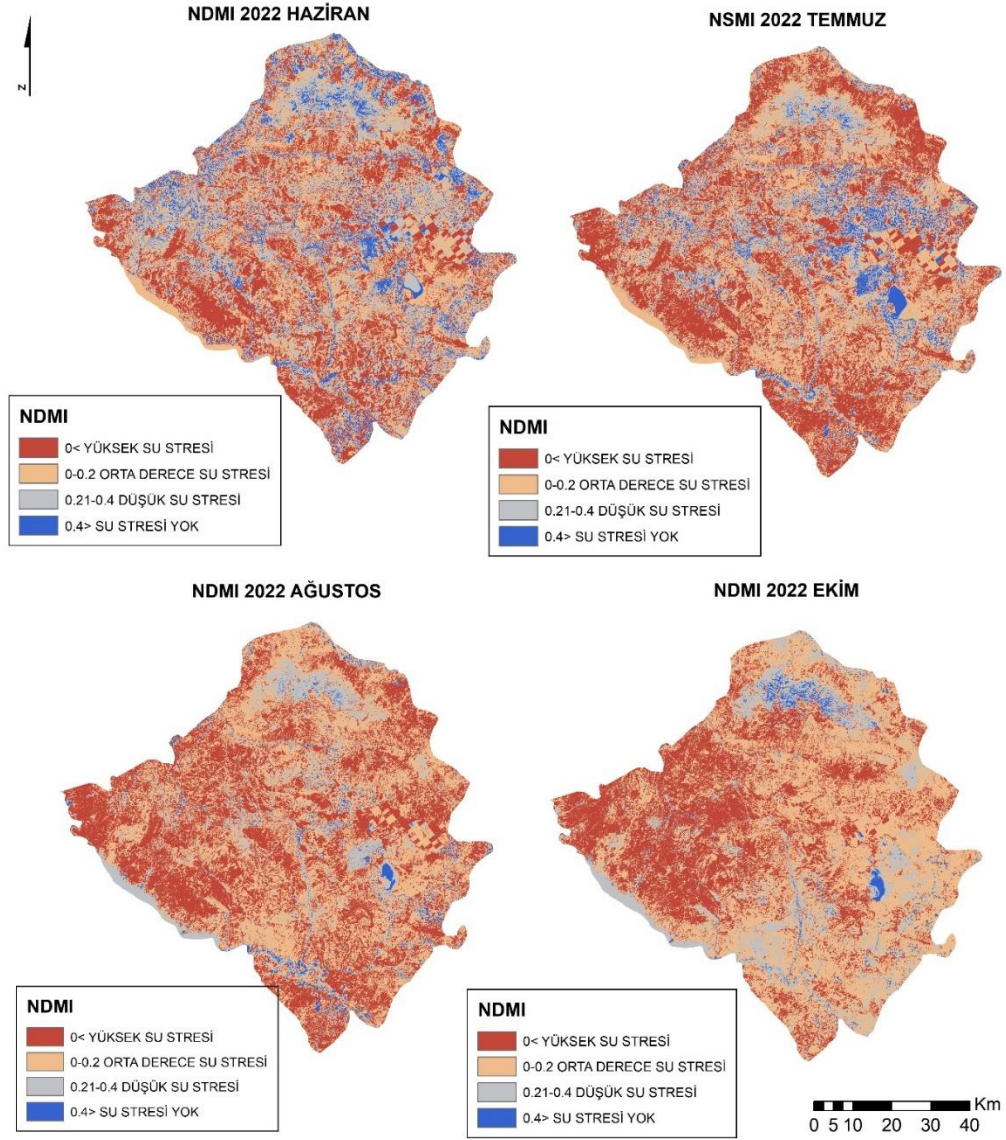 NDMI 2022 HAZİRAN
NSMI 2022 TEMMUZ
N
NDMI
0< YÜKSEK SU STRESİ
0-0.2 ORTA DERECE SU STRESİ
0.21-0.4 DÜŞÜK SU STRESİ
0.4> SU STRESİ YOK
NDMI
0< YÜKSEK SU STRESİ
0-0.2 ORTA DERECE SU STRESİ
0.21-0.4 DÜŞÜK SU STRESİ
0.4> SU STRESİ YOK
NDMI 2022 AĞUSTOS
NDMI 2022 EKİM
NDMI
0< YÜKSEK SU STRESİ
0-0.2 ORTA DERECE SU STRESİ
0.21-0.4 DÜŞÜK SU STRESİ
0.4> SU STRESİ YOK
NDMI
0< YÜKSEK SU STRESİ
0-0.2 ORTA DERECE SU STRESİ
0.21-0.4 DÜŞÜK SU STRESİ
0.4> SU STRESİ YOK
Km
0 5 10 20 30 40